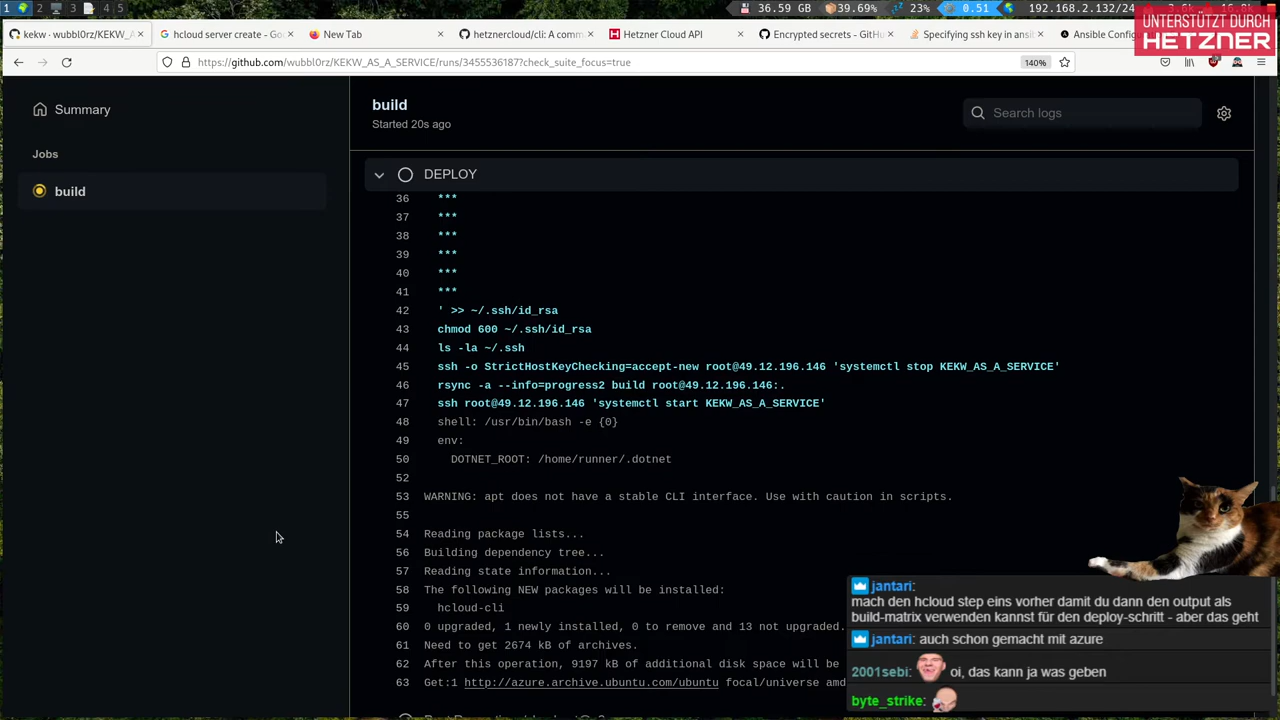 1 2 3 4 5
36.59 GB 39.69% 23% 0.51 192.168.2.132/24 3.6k 16.8k
UNTERSTÜTZT DURCH
HETZNER
kekw · wubbl0rz/KEKW_A
hcloud server create - Goo
New Tab
hetznercloud/cli: A comm
Hetzner Cloud API
Encrypted secrets - GitHu
Specifying ssh key in ansib
Ansible Config
https://github.com/wubbl0rz/KEKW_AS_A_SERVICE/runs/3455536187?check_suite_focus=true
140%
Summary
Jobs
build
build
Started 20s ago
Search logs
DEPLOY
36 ***
37 ***
38 ***
39 ***
40 ***
41 ***
42 ' >> ~/.ssh/id_rsa
43 chmod 600 ~/.ssh/id_rsa
44 ls -la ~/.ssh
45 ssh -o StrictHostKeyChecking=accept-new root@49.12.196.146 'systemctl stop KEKW_AS_A_SERVICE'
46 rsync -a --info=progress2 build root@49.12.196.146:.
47 ssh root@49.12.196.146 'systemctl start KEKW_AS_A_SERVICE'
48 shell: /usr/bin/bash -e {0}
49 env:
50 DOTNET_ROOT: /home/runner/.dotnet
52
53 WARNING: apt does not have a stable CLI interface. Use with caution in scripts.
55
54 Reading package lists...
56 Building dependency tree...
57 Reading state information...
58 The following NEW packages will be installed:
59 hcloud-cli
60 0 upgraded, 1 newly installed, 0 to remove and 13 not upgraded.
61 Need to get 2674 kB of archives.
62 After this operation, 9197 kB of additional disk space will be
63 Get:1 http://azure.archive.ubuntu.com/ubuntu focal/universe amd
jantari:
mach den hcloud step eins vorher damit du dann den output als
build-matrix verwenden kannst für den deploy-schritt - aber das geht
jantari: auch schon gemacht mit azure
2001sebi: oi, das kann ja was geben
byte_strike: